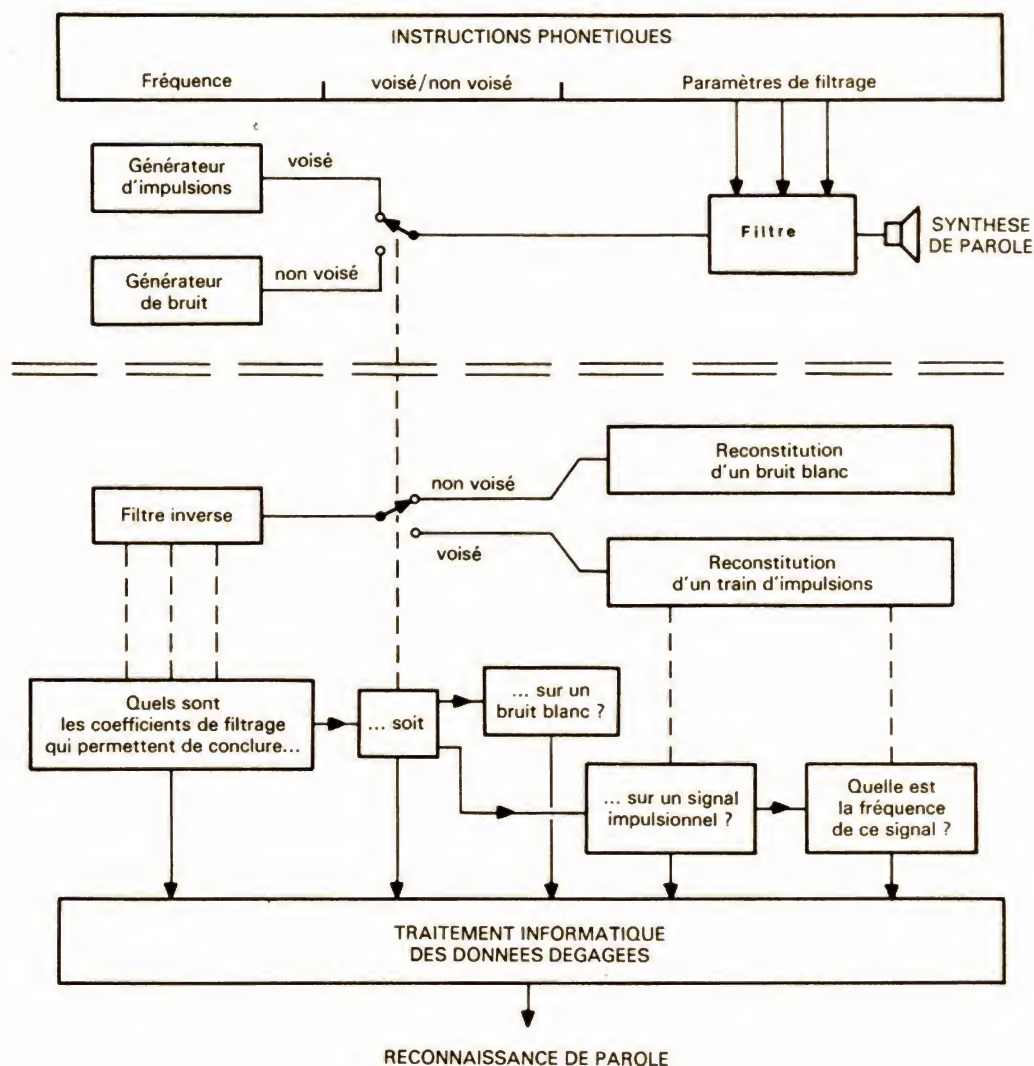 INSTRUCTIONS PHONETIQUES
Fréquence
voisé/non voisé
Paramètres de filtrage
Générateur
d'impulsions
voisé
Filtre
SYNTHESE
DE PAROLE
non voisé
Générateur
de bruit
Reconstitution
d'un bruit blanc
non voisé
Filtre inverse
voisé
Reconstitution
d'un train d'impulsions
Quels sont
les coefficients de filtrage
qui permettent de conclure...
... soit
... sur un
bruit blanc ?
... sur un signal
impulsionnel ?
Quelle est
la fréquence
de ce signal ?
TRAITEMENT INFORMATIQUE
DES DONNEES DEGAGEES
RECONNAISSANCE DE PAROLE